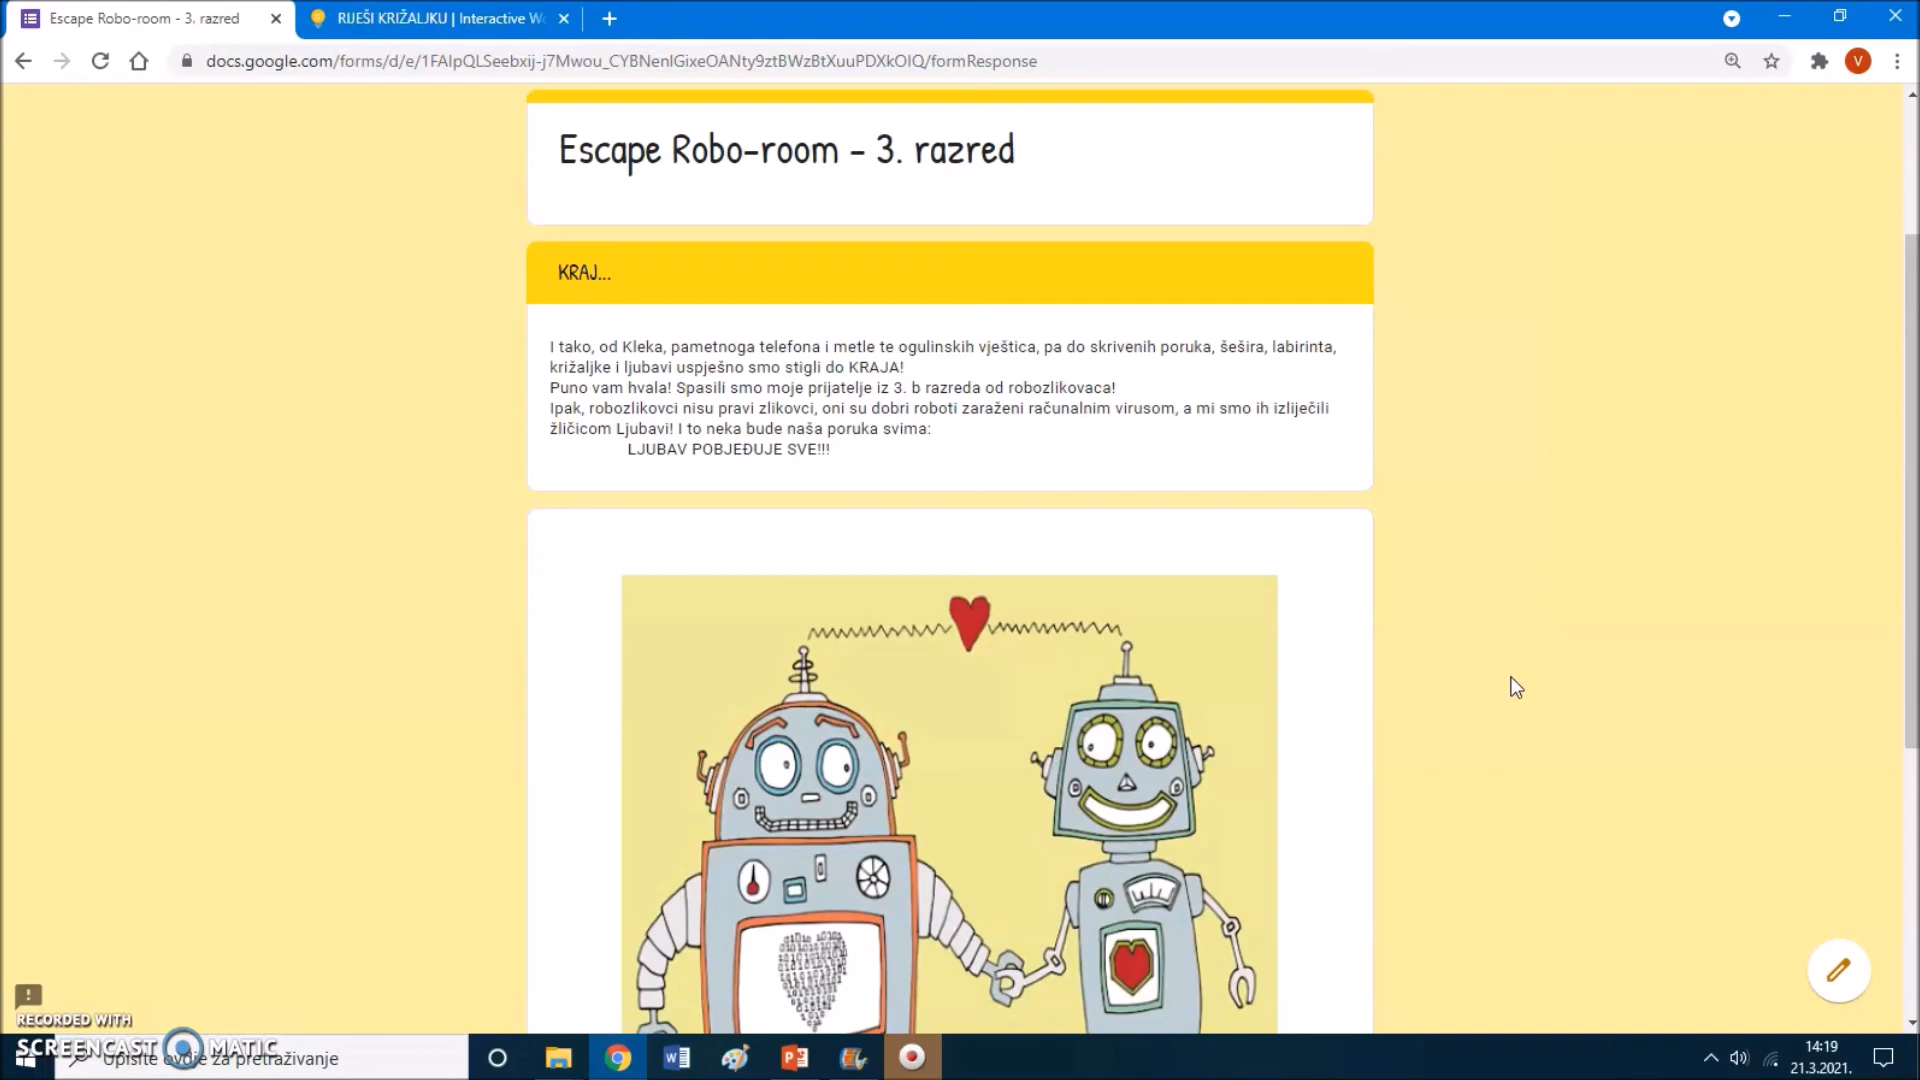 Escape Robo-room - 3. razred
RIJEŠI KRIŽALJKU | Interactive Wo
docs.google.com/forms/d/e/1FAIpQLSeebxij-j7Mwou_CYBNenlGixeOANty9ztBWzBtXuuPDXkOIQ/formResponse
V
Escape Robo-room - 3. razred
KRAJ...
I tako, od Kleka, pametnoga telefona i metle te ogulinskih vještica, pa do skrivenih poruka, šešira, labirinta,
križaljke i ljubavi uspješno smo stigli do KRAJA!
Puno vam hvala! Spasili smo moje prijatelje iz 3. b razreda od robozlikovaca!
Ipak, robozlikovci nisu pravi zlikovci, oni su dobri roboti zaraženi računalnim virusom, a mi smo ih izliječili
žličicom Ljubavi! I to neka bude naša poruka svima:
LJUBAV POBJEĐUJE SVE!!!
RECORDED WITH
SCREENCAST MATIC
Upišite ovdje za pretraživanje
14:19
21.3.2021.